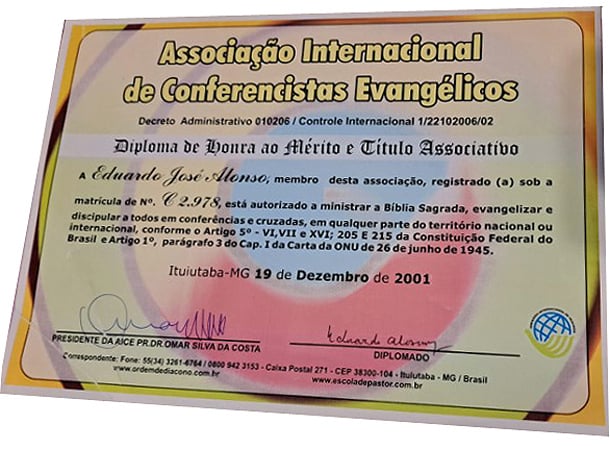 Associação Internacional
de Conferencistas Evangélicos
Decreto Administrativo 010206 / Controle Internacional 1/22102006/02
Diploma de Honra ao Mérito e Título Associativo
A Eduardo José Alonso, membro desta associação, registrado (a) sob a
matrícula de Nº. C 2.978, está autorizado a ministrar a Bíblia Sagrada, evangelizar e
discipular a todos em conferências e cruzadas, em qualquer parte do território nacional ou
internacional, conforme o Artigo 5º - VI,VII e XVI; 205 E 215 da Constituição Federal do
Brasil e Artigo 1º, parágrafo 3 do Cap. I da Carta da ONU de 26 de junho de 1945.
Ituiutaba-MG 19 de Dezembro de 2001
Eduardo Alonso
PRESIDENTE DA AICE PR.DR.OMAR SILVA DA COSTA
DIPLOMADO
Correspondente: Fone: 55(34) 3261-6764 / 0800 942 3153 - Caixa Postal 271 - CEP 38300-104 - Ituiutaba - MG / Brasil
www.ordemdediacono.com.br www.escoladepastor.com.br